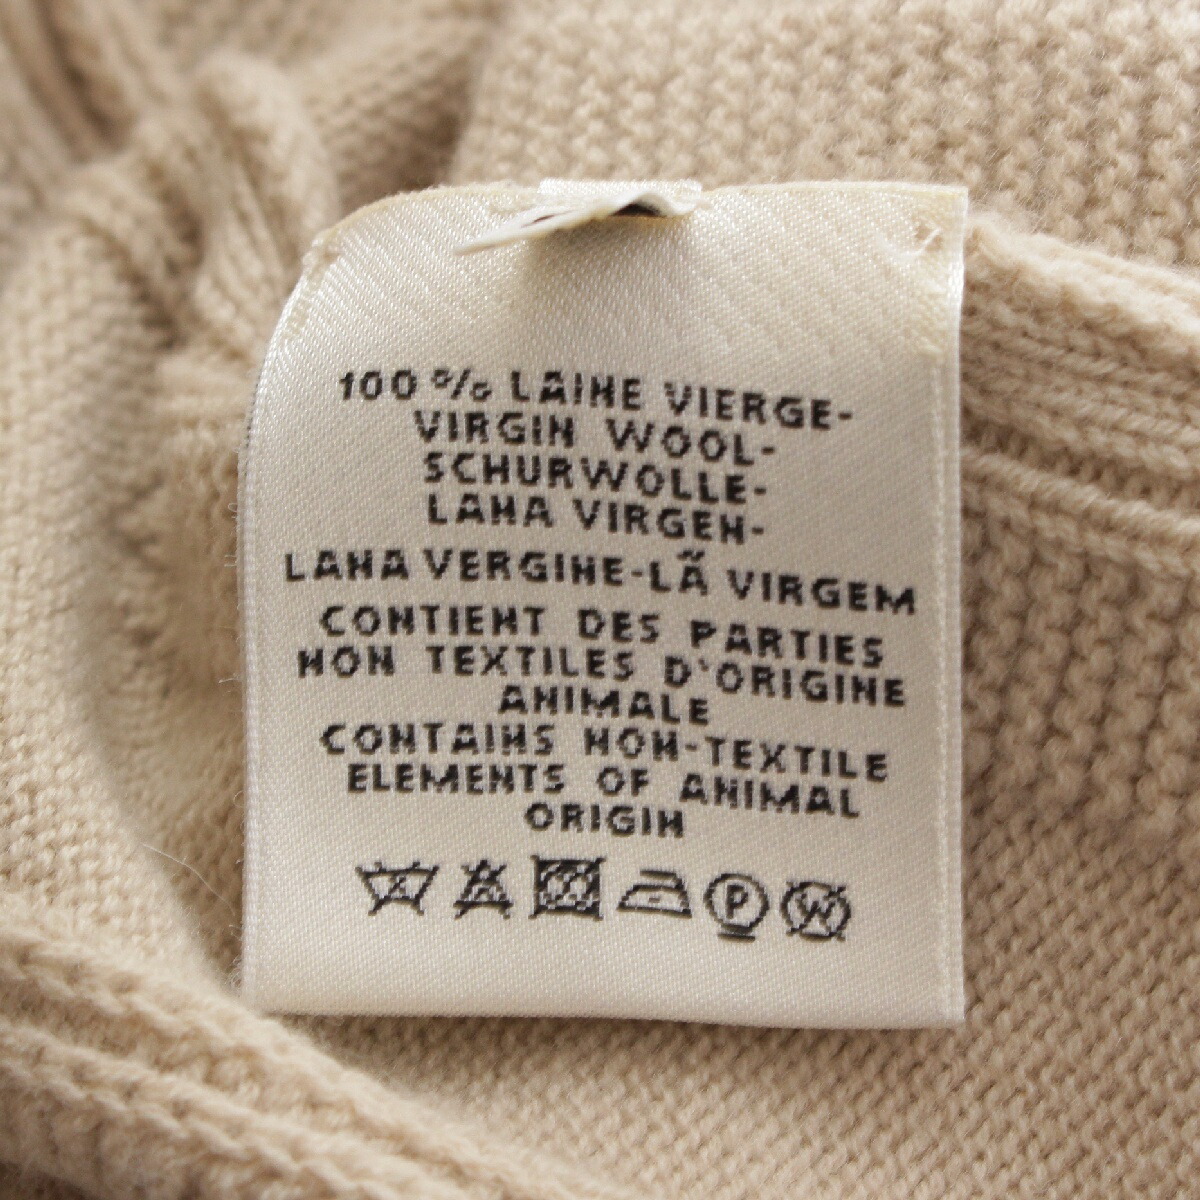 100 % LAINE VIERGE-
VIRGIN WOOL-
SCHURWOLLE-
LANA VIRGEN-
LANA VERGINE-LÃ VIRGEM
CONTIENT DES PARTIES
NON TEXTILES D'ORIGINE
ANIMALE
CONTAINS NON-TEXTILE
ELEMENTS OF ANIMAL
ORIGIN
P W